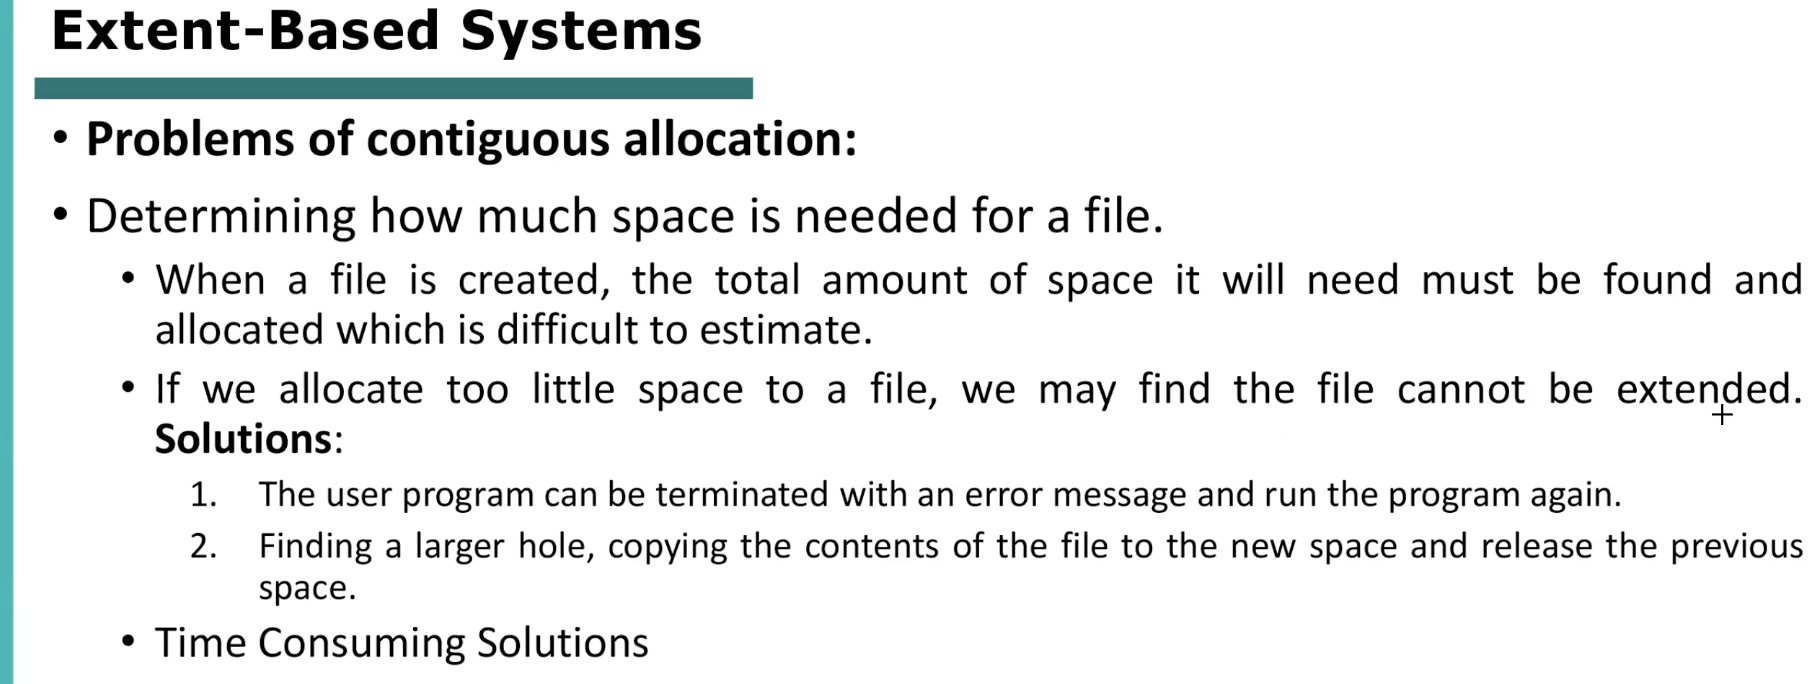 Extent-Based Systems
• Problems of contiguous allocation:
• Determining how much space is needed for a file.
• When a file is created, the total amount of space it will need must be found and
allocated which is difficult to estimate.
• If we allocate too little space to a file, we may find the file cannot be extended.
Solutions:
1. The user program can be terminated with an error message and run the program again.
2. Finding a larger hole, copying the contents of the file to the new space and release the previous
space.
• Time Consuming Solutions